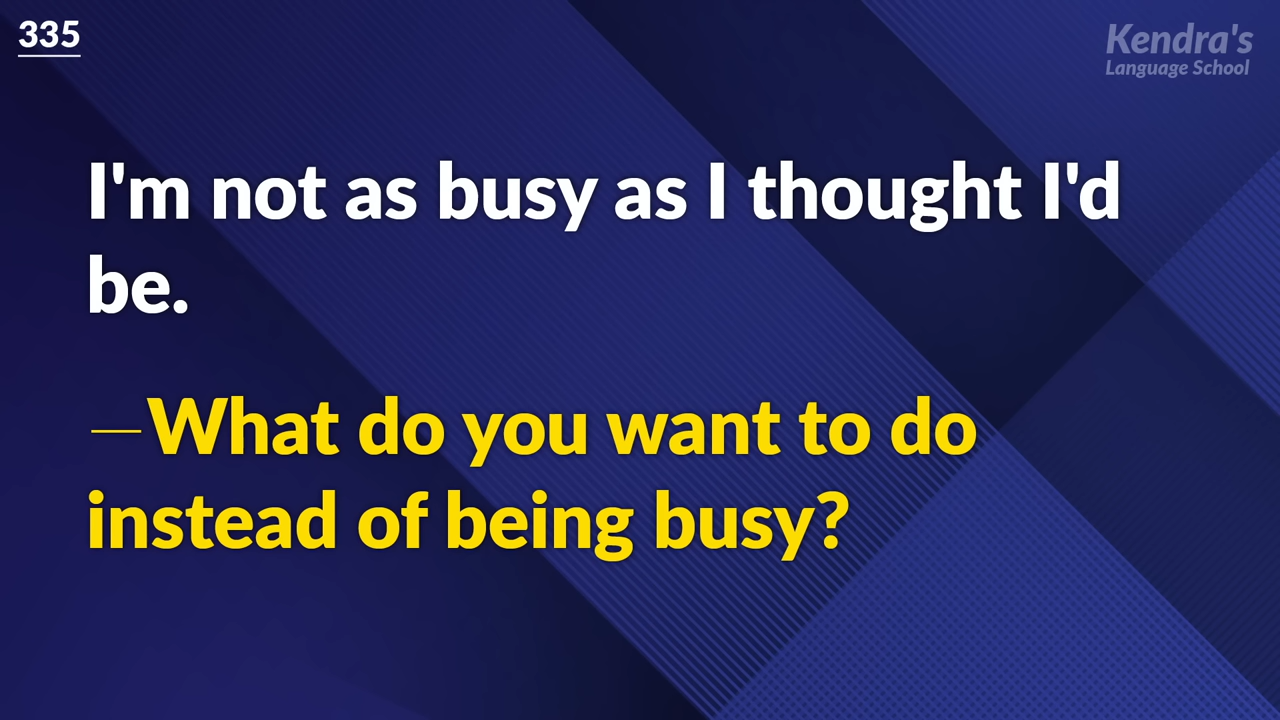 335
Kendra's
Language School
I'm not as busy as I thought I'd
be.
—What do you want to do
instead of being busy?